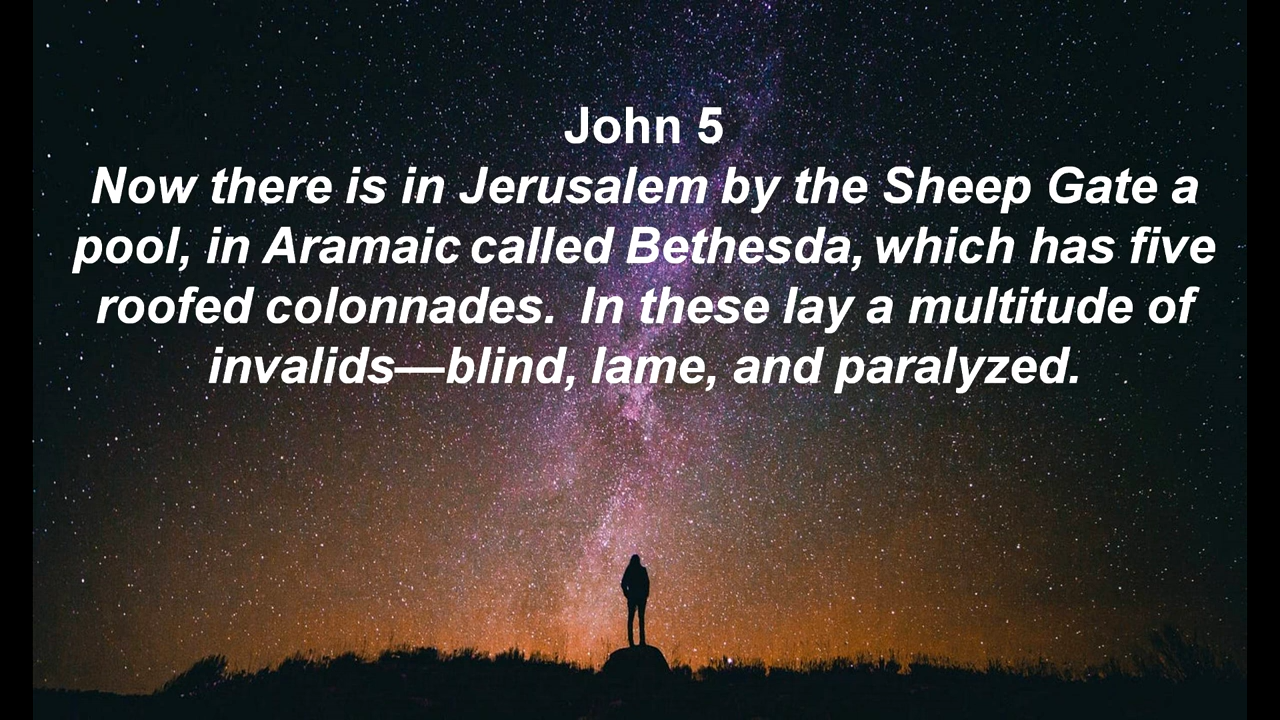 John 5
Now there is in Jerusalem by the Sheep Gate a
pool, in Aramaic called Bethesda, which has five
roofed colonnades.  In these lay a multitude of
invalids—blind, lame, and paralyzed.